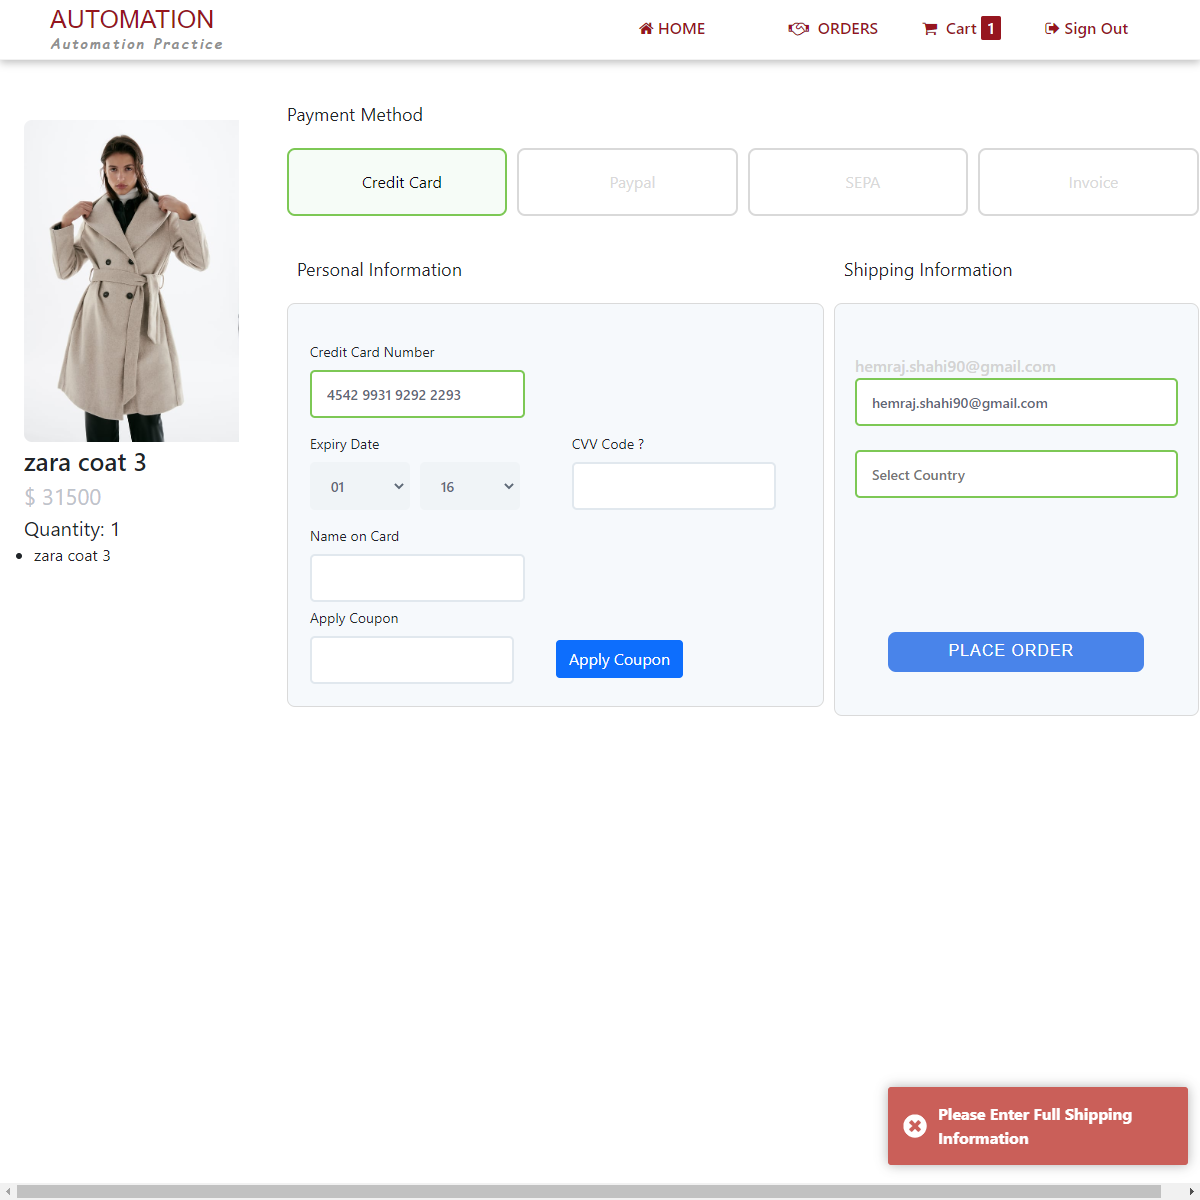 AUTOMATION
Automation Practice
HOME
ORDERS
Cart 1
Sign Out
Payment Method
Credit Card
Paypal
SEPA
Invoice
zara coat 3
$ 31500
Quantity: 1
zara coat 3
Personal Information
Credit Card Number
4542 9931 9292 2293
Expiry Date
CVV Code ?
01
16
Name on Card
Apply Coupon
Apply Coupon
Shipping Information
hemraj.shahi90@gmail.com
hemraj.shahi90@gmail.com
Select Country
PLACE ORDER
Please Enter Full Shipping
Information